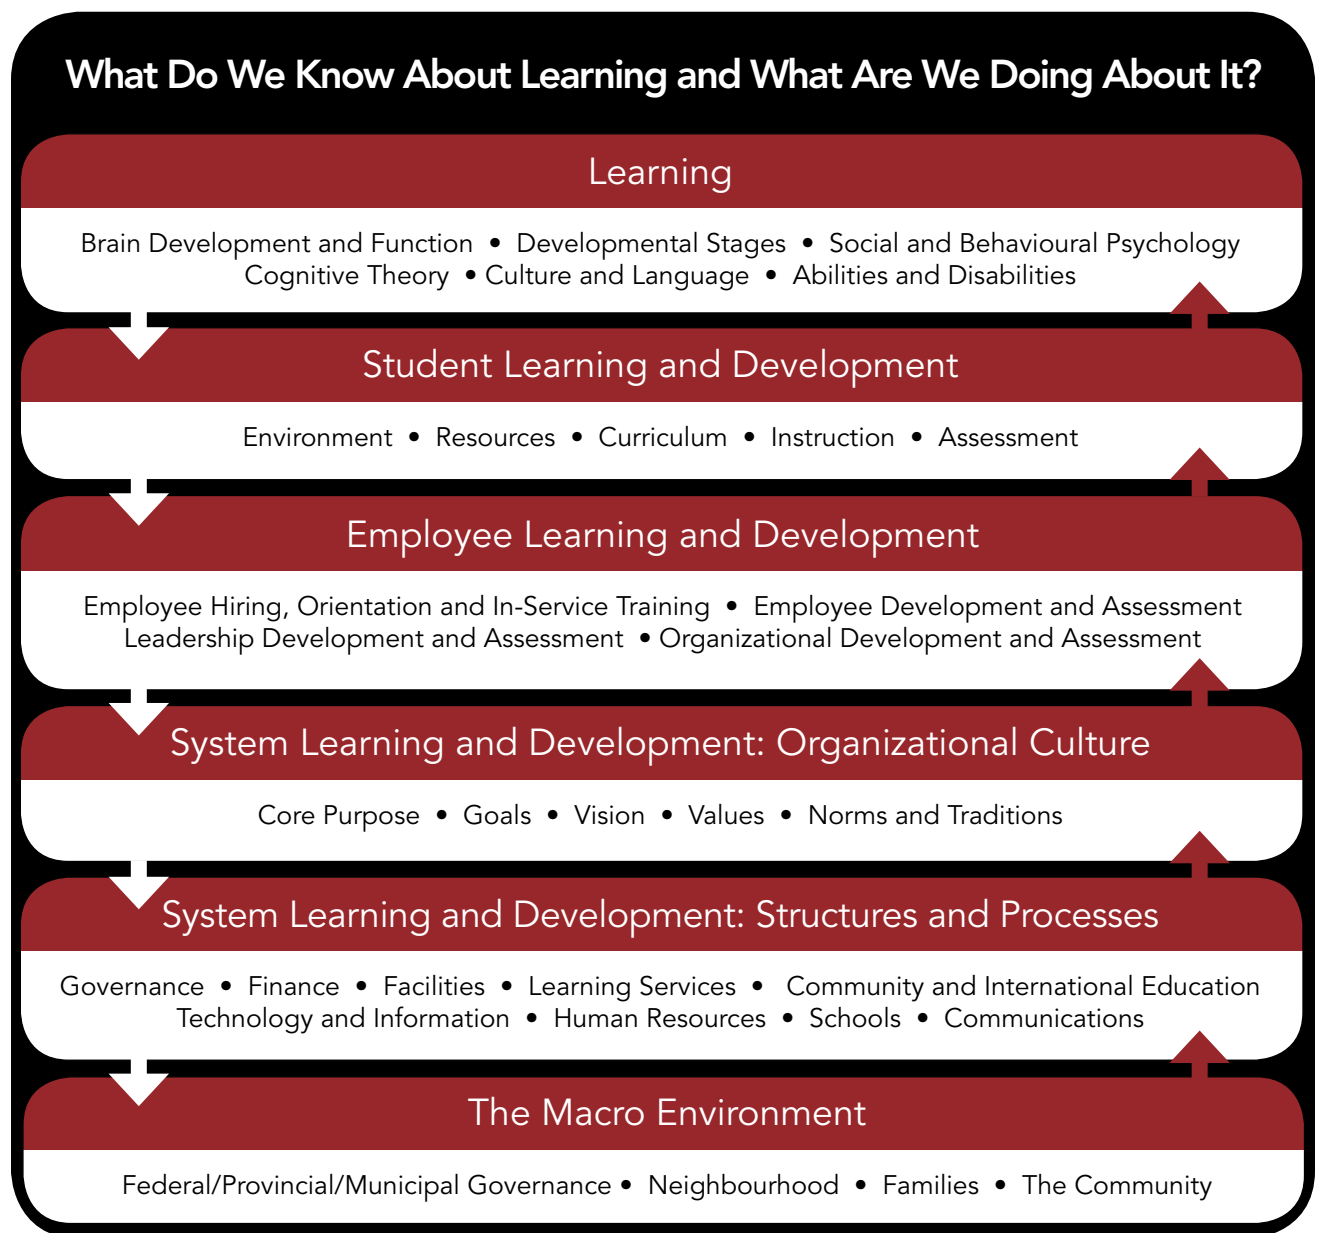 What Do We Know About Learning and What Are We Doing About It?
Learning
Brain Development and Function • Developmental Stages • Social and Behavioural Psychology
Cognitive Theory • Culture and Language • Abilities and Disabilities
Student Learning and Development
Environment • Resources • Curriculum • Instruction • Assessment
Employee Learning and Development
Employee Hiring, Orientation and In-Service Training • Employee Development and Assessment
Leadership Development and Assessment • Organizational Development and Assessment
System Learning and Development: Organizational Culture
Core Purpose • Goals • Vision • Values • Norms and Traditions
System Learning and Development: Structures and Processes
Governance • Finance • Facilities • Learning Services • Community and International Education
Technology and Information • Human Resources • Schools • Communications
The Macro Environment
Federal/Provincial/Municipal Governance • Neighbourhood • Families • The Community